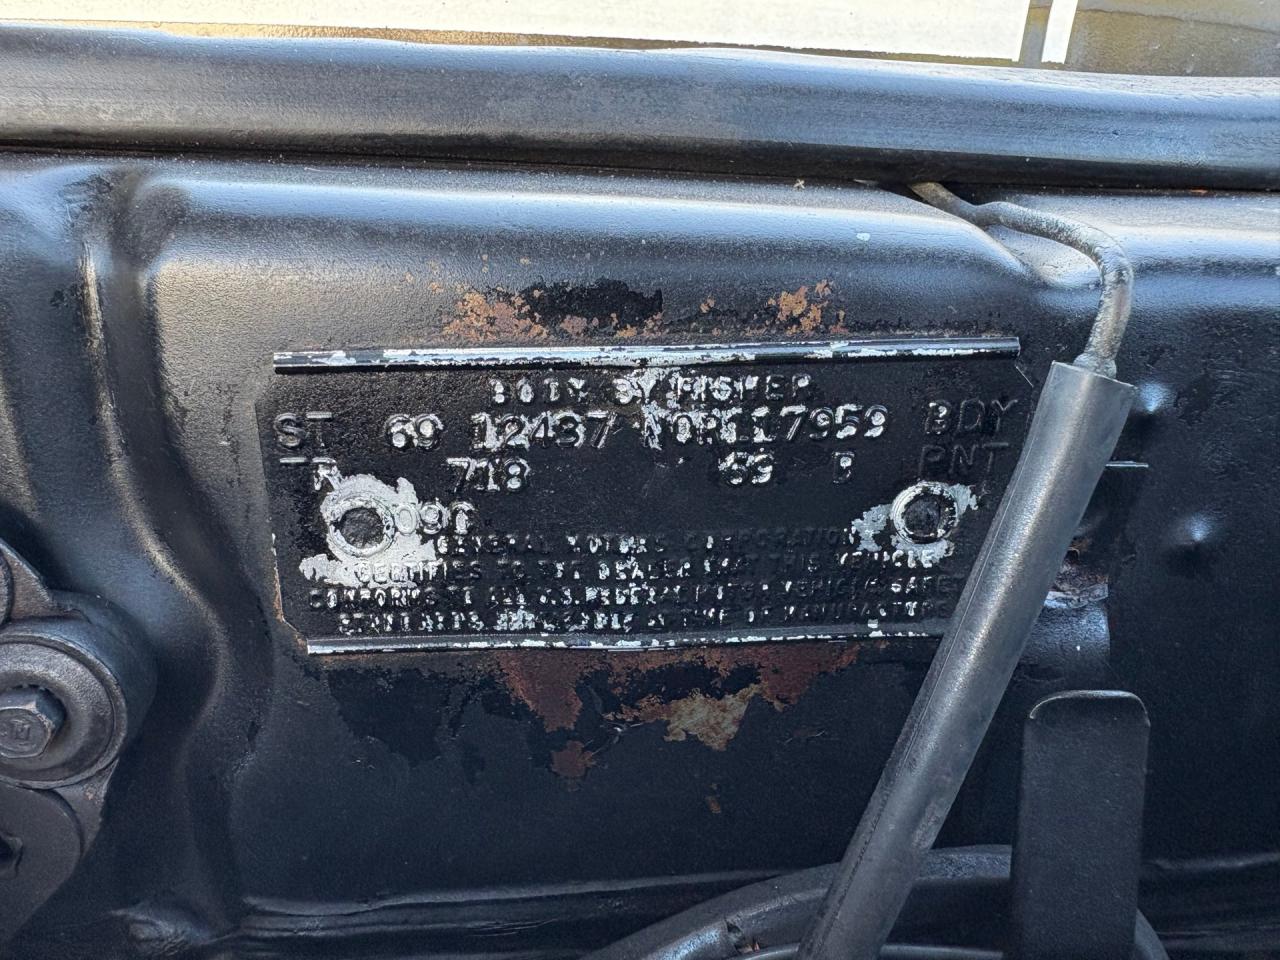 BODY BY FISHER
ST 69 12437 NOR117959 BDY
TR 718 69 B PNT
09C
GENERAL MOTORS CORPORATION
CERTIFIES TO THE DEALER THAT THIS VEHICLE
CONFORMS TO ALL U.S. FEDERAL MOTOR VEHICLE SAFETY
STANDARDS APPLICABLE AT TIME OF MANUFACTURE